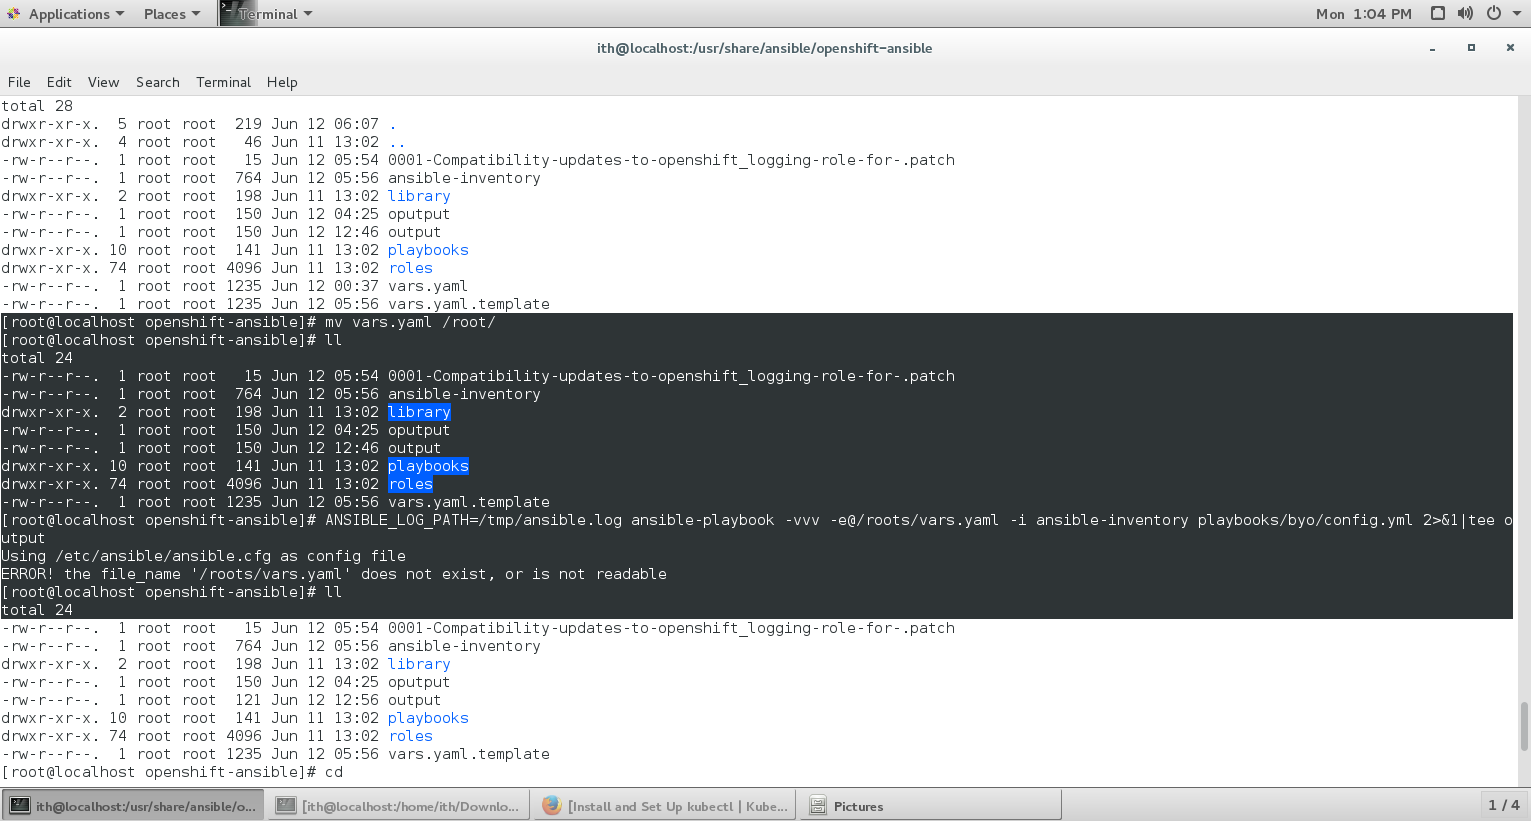 Applications Places Terminal Mon 1:04 PM
ith@localhost:/usr/share/ansible/openshift-ansible
File Edit View Search Terminal Help
total 28
drwxr-xr-x.  5 root root  219 Jun 12 06:07 .
drwxr-xr-x.  4 root root   46 Jun 11 13:02 ..
-rw-r--r--.  1 root root   15 Jun 12 05:54 0001-Compatibility-updates-to-openshift_logging-role-for-.patch
-rw-r--r--.  1 root root  764 Jun 12 05:56 ansible-inventory
drwxr-xr-x.  2 root root  198 Jun 11 13:02 library
-rw-r--r--.  1 root root  150 Jun 12 04:25 oputput
-rw-r--r--.  1 root root  150 Jun 12 12:46 output
drwxr-xr-x. 10 root root  141 Jun 11 13:02 playbooks
drwxr-xr-x. 74 root root 4096 Jun 11 13:02 roles
-rw-r--r--.  1 root root 1235 Jun 12 00:37 vars.yaml
-rw-r--r--.  1 root root 1235 Jun 12 05:56 vars.yaml.template
[root@localhost openshift-ansible]# mv vars.yaml /root/
[root@localhost openshift-ansible]# ll
total 24
-rw-r--r--.  1 root root   15 Jun 12 05:54 0001-Compatibility-updates-to-openshift_logging-role-for-.patch
-rw-r--r--.  1 root root  764 Jun 12 05:56 ansible-inventory
drwxr-xr-x.  2 root root  198 Jun 11 13:02 library
-rw-r--r--.  1 root root  150 Jun 12 04:25 oputput
-rw-r--r--.  1 root root  150 Jun 12 12:46 output
drwxr-xr-x. 10 root root  141 Jun 11 13:02 playbooks
drwxr-xr-x. 74 root root 4096 Jun 11 13:02 roles
-rw-r--r--.  1 root root 1235 Jun 12 05:56 vars.yaml.template
[root@localhost openshift-ansible]# ANSIBLE_LOG_PATH=/tmp/ansible.log ansible-playbook -vvv -e@/roots/vars.yaml -i ansible-inventory playbooks/byo/config.yml 2>&1|tee o
utput
Using /etc/ansible/ansible.cfg as config file
ERROR! the file_name '/roots/vars.yaml' does not exist, or is not readable
[root@localhost openshift-ansible]# ll
total 24
-rw-r--r--.  1 root root   15 Jun 12 05:54 0001-Compatibility-updates-to-openshift_logging-role-for-.patch
-rw-r--r--.  1 root root  764 Jun 12 05:56 ansible-inventory
drwxr-xr-x.  2 root root  198 Jun 11 13:02 library
-rw-r--r--.  1 root root  150 Jun 12 04:25 oputput
-rw-r--r--.  1 root root  121 Jun 12 12:56 output
drwxr-xr-x. 10 root root  141 Jun 11 13:02 playbooks
drwxr-xr-x. 74 root root 4096 Jun 11 13:02 roles
-rw-r--r--.  1 root root 1235 Jun 12 05:56 vars.yaml.template
[root@localhost openshift-ansible]# cd
ith@localhost:/usr/share/ansible/o... [ith@localhost:/home/ith/Downlo... [Install and Set Up kubectl | Kube... Pictures 1 / 4